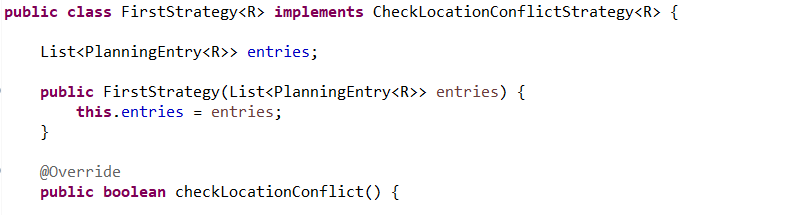 public class FirstStrategy<R> implements CheckLocationConflictStrategy<R> {
List<PlanningEntry<R>> entries;
public FirstStrategy(List<PlanningEntry<R>> entries) {
this.entries = entries;
}
@Override
public boolean checkLocationConflict() {